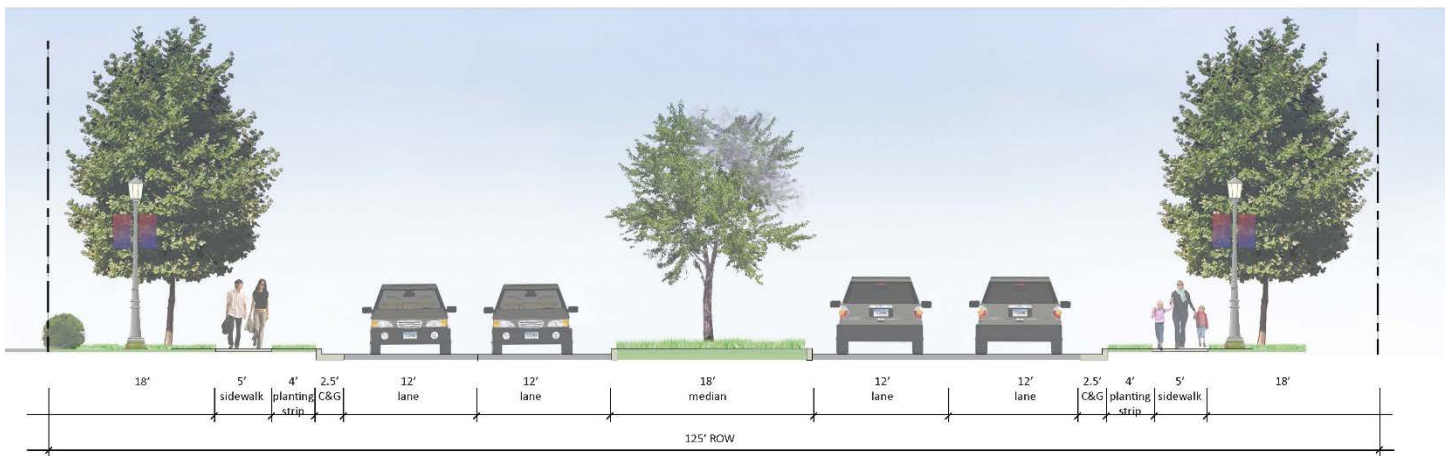 18' 5' 4' 2.5' 12' 12' 18' 12' 12' 2.5' 4' 5' 18'
sidewalk planting C&G lane lane median lane lane C&G planting sidewalk
strip strip
125' ROW